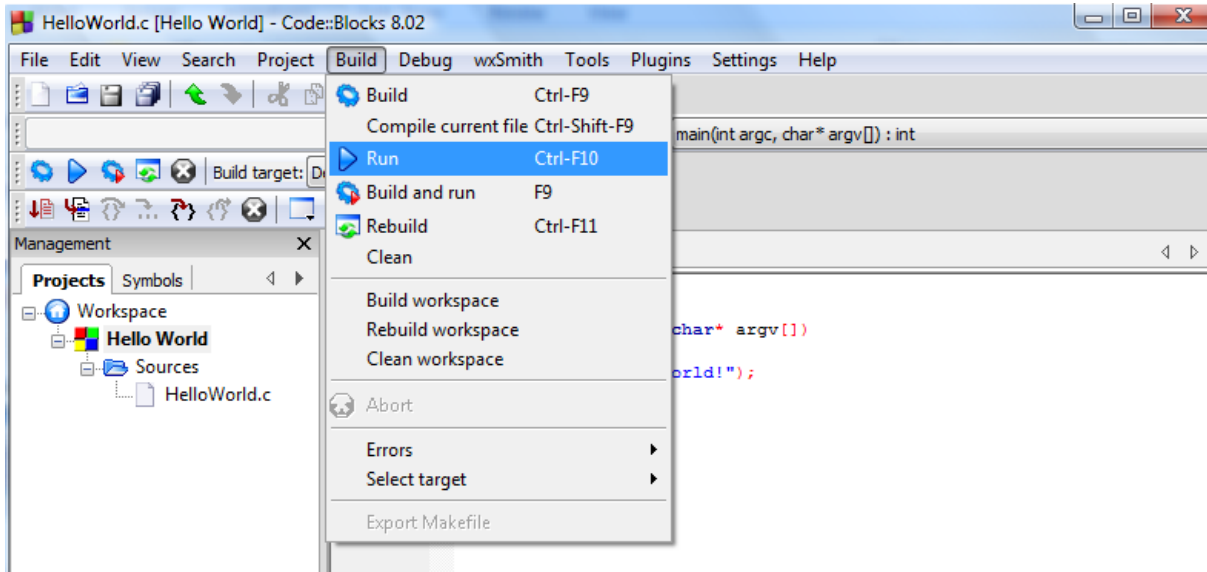 HelloWorld.c [Hello World] - Code::Blocks 8.02
File Edit View Search Project Build Debug wxSmith Tools Plugins Settings Help
Build Ctrl-F9
Compile current file Ctrl-Shift-F9
main(int argc, char* argv[]) : int
Run Ctrl-F10
Build target:
Build and run F9
Rebuild Ctrl-F11
Clean
Management
Projects Symbols
Workspace
Hello World
Sources
HelloWorld.c
Build workspace
Rebuild workspace
Clean workspace
Abort
Errors
Select target
Export Makefile
char* argv[])
orld!");